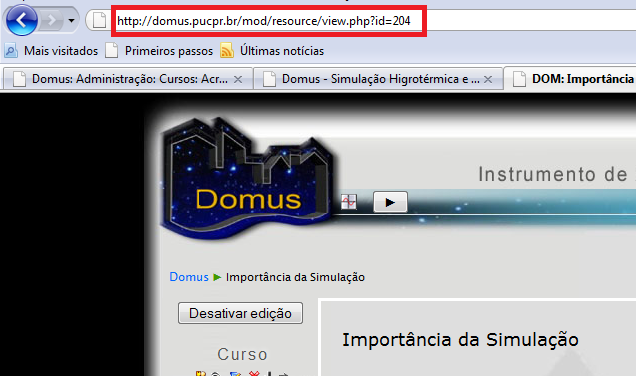 http://domus.pucpr.br/mod/resource/view.php?id=204
Mais visitados Primeiros passos Últimas notícias
Domus: Administração: Cursos: Acr... Domus - Simulação Higrotérmica e ... DOM: Importância
Instrumento de
Domus
Domus ► Importância da Simulação
Desativar edição
Importância da Simulação
Curso